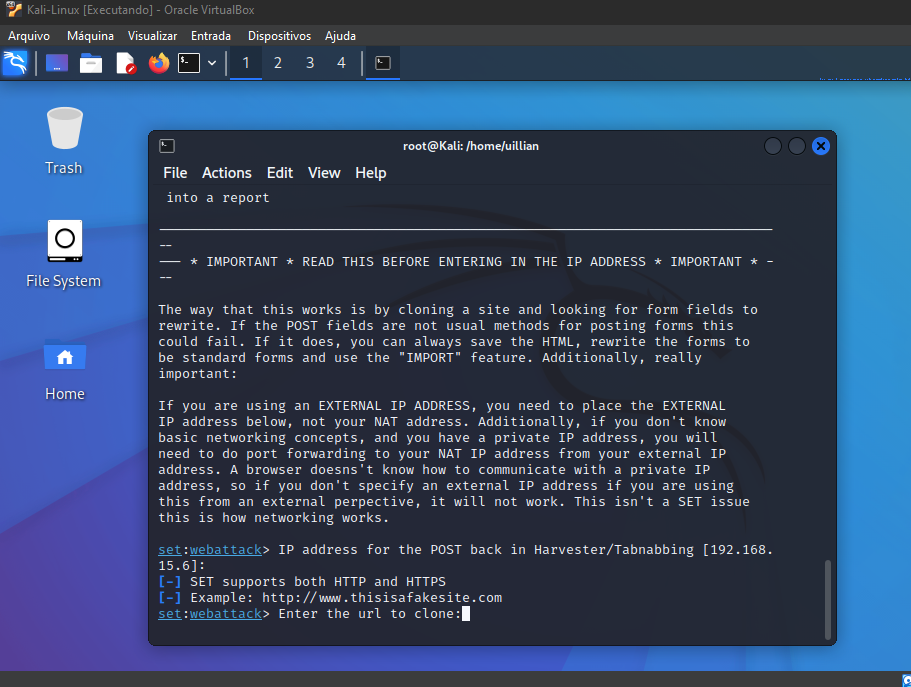 Kali-Linux [Executando] - Oracle VirtualBox
Arquivo Máquina Visualizar Entrada Dispositivos Ajuda
1 2 3 4
Trash
File System
Home
root@Kali: /home/uillian
File Actions Edit View Help
into a report
--
--- * IMPORTANT * READ THIS BEFORE ENTERING IN THE IP ADDRESS * IMPORTANT * -
--
The way that this works is by cloning a site and looking for form fields to
rewrite. If the POST fields are not usual methods for posting forms this
could fail. If it does, you can always save the HTML, rewrite the forms to
be standard forms and use the "IMPORT" feature. Additionally, really
important:
If you are using an EXTERNAL IP ADDRESS, you need to place the EXTERNAL
IP address below, not your NAT address. Additionally, if you don't know
basic networking concepts, and you have a private IP address, you will
need to do port forwarding to your NAT IP address from your external IP
address. A browser doesns't know how to communicate with a private IP
address, so if you don't specify an external IP address if you are using
this from an external perpective, it will not work. This isn't a SET issue
this is how networking works.
set:webattack> IP address for the POST back in Harvester/Tabnabbing [192.168.
15.6]:
[-] SET supports both HTTP and HTTPS
[-] Example: http://www.thisisafakesite.com
set:webattack> Enter the url to clone: